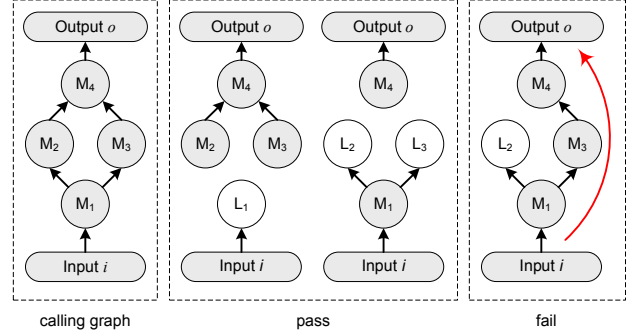 Output o
Output o
Output o
Output o
M4
M4
M4
M4
M2
M3
M2
M3
L2
L3
L2
M3
M1
L1
M1
M1
Input i
Input i
Input i
Input i
calling graph
pass
fail